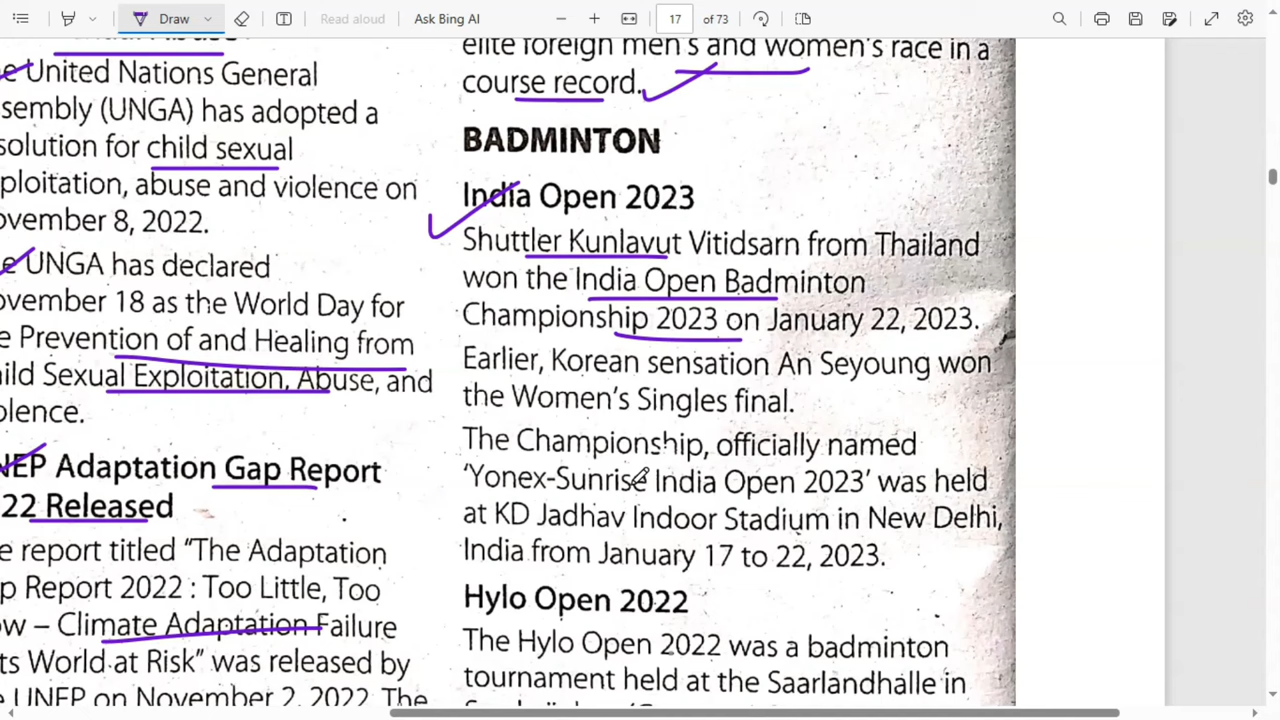 Draw
Read aloud
Ask Bing AI
17
of 73
United Nations General
sembly (UNGA) has adopted a
solution for child sexual
ploitation, abuse and violence on
ovember 8, 2022.
UNGA has declared
ovember 18 as the World Day for
e Prevention of and Healing from
ild Sexual Exploitation, Abuse, and
olence.
NEP Adaptation Gap Report
22 Released
e report titled “The Adaptation
p Report 2022 : Too Little, Too
ow – Climate Adaptation Failure
ts World at Risk” was released by
e UNEP on November 2, 2022. The
elite foreign men's and women's race in a
course record.
BADMINTON
India Open 2023
Shuttler Kunlavut Vitidsarn from Thailand
won the India Open Badminton
Championship 2023 on January 22, 2023.
Earlier, Korean sensation An Seyoung won
the Women's Singles final.
The Championship, officially named
‘Yonex-Sunrise India Open 2023’ was held
at KD Jadhav Indoor Stadium in New Delhi,
India from January 17 to 22, 2023.
Hylo Open 2022
The Hylo Open 2022 was a badminton
tournament held at the Saarlandhalle in